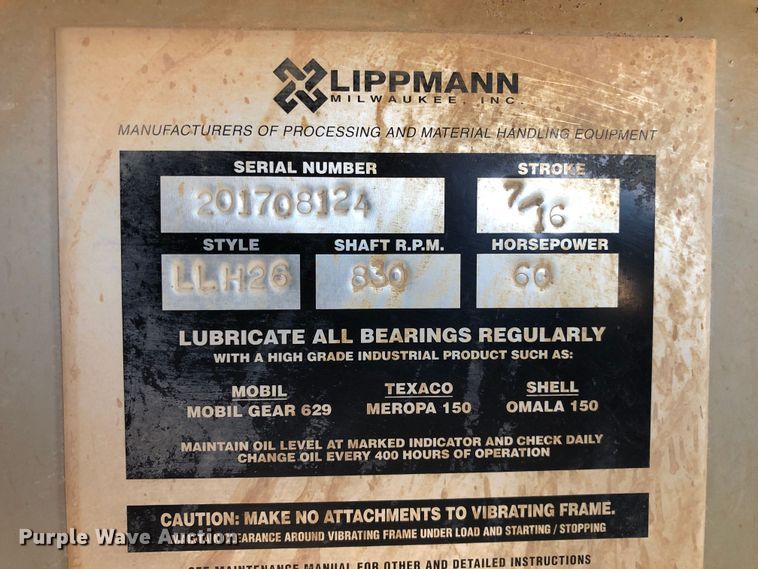 LIPPMANN
MILWAUKEE, INC.
MANUFACTURERS OF PROCESSING AND MATERIAL HANDLING EQUIPMENT
SERIAL NUMBER STROKE
201708124 7/16
STYLE SHAFT R.P.M. HORSEPOWER
LLH26 830 60
LUBRICATE ALL BEARINGS REGULARLY
WITH A HIGH GRADE INDUSTRIAL PRODUCT SUCH AS:
MOBIL TEXACO SHELL
MOBIL GEAR 629 MEROPA 150 OMALA 150
MAINTAIN OIL LEVEL AT MARKED INDICATOR AND CHECK DAILY
CHANGE OIL EVERY 400 HOURS OF OPERATION
CAUTION: MAKE NO ATTACHMENTS TO VIBRATING FRAME.
AROUND VIBRATING FRAME UNDER LOAD AND STARTING / STOPPING
Purple Wave Auction
SEE MAINTENANCE MANUAL FOR OTHER AND DETAILED INSTRUCTIONS